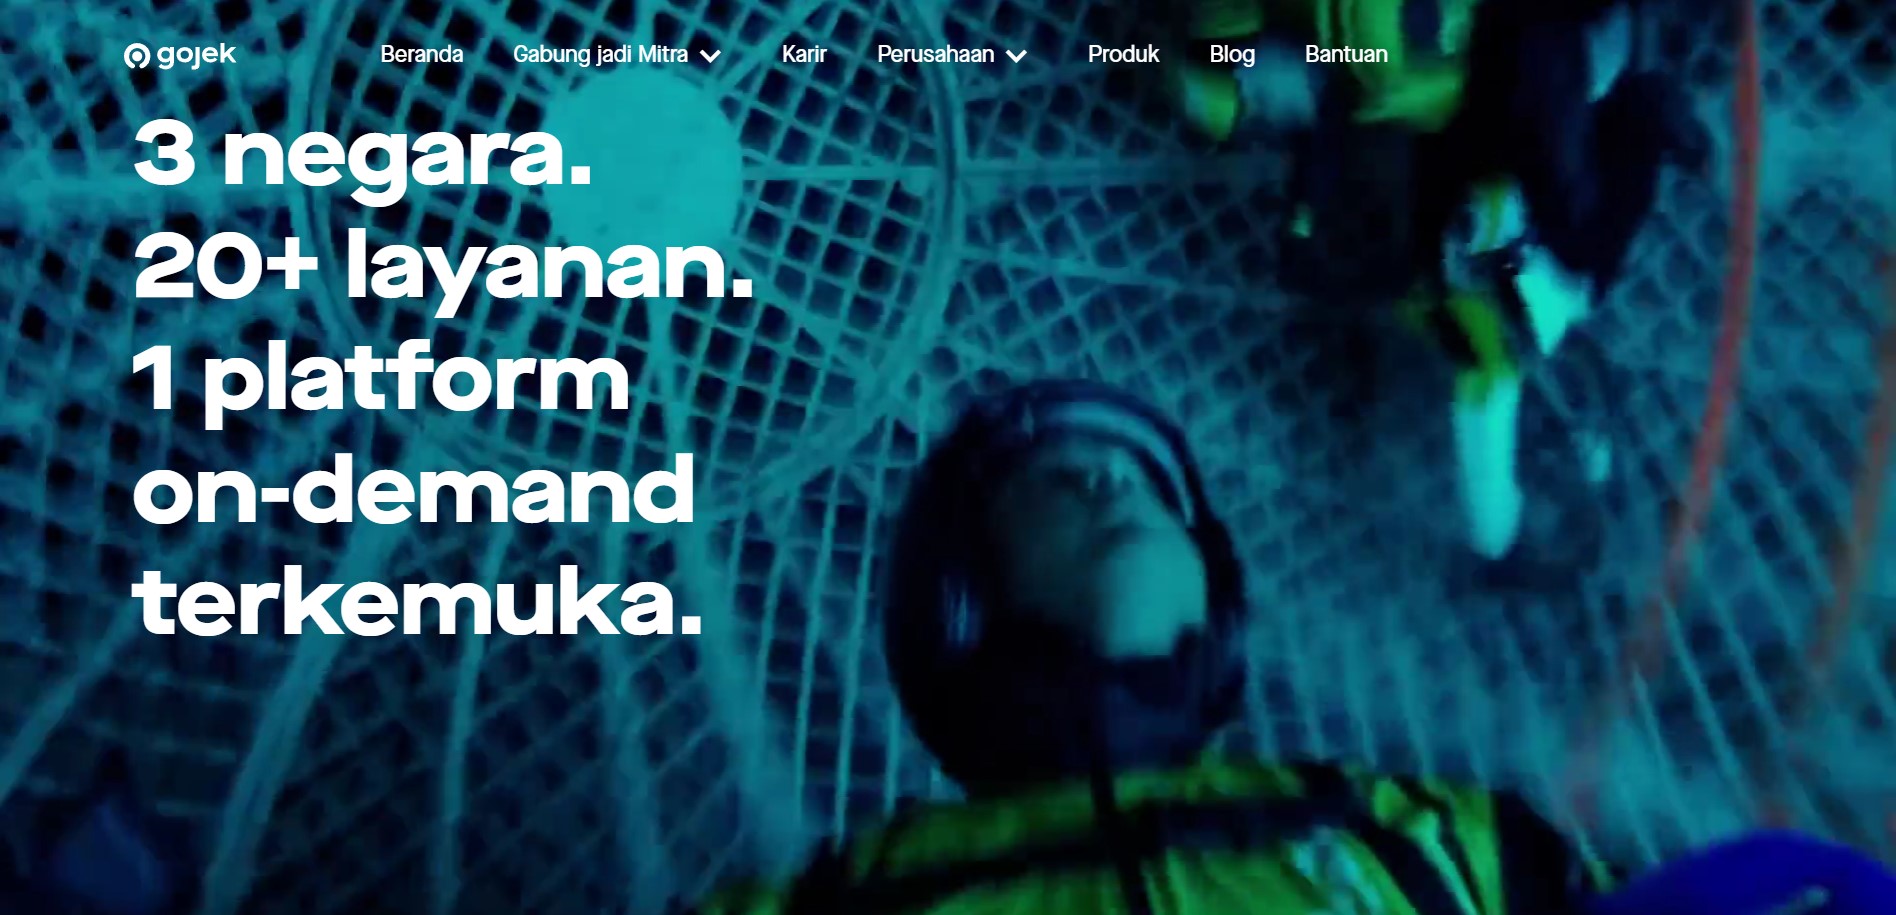 gojek
Beranda Gabung jadi Mitra Karir Perusahaan Produk Blog Bantuan
3 negara.
20+ layanan.
1 platform
on-demand
terkemuka.